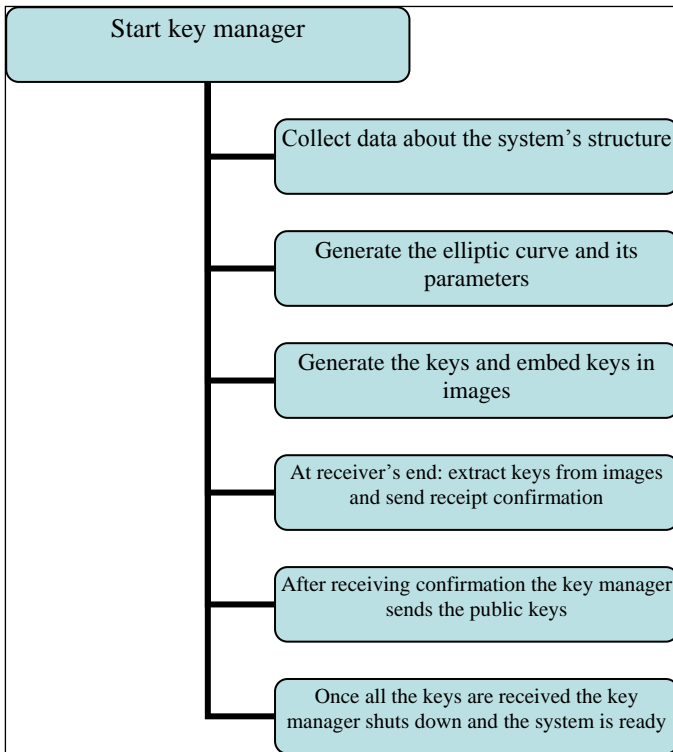 Start key manager
Collect data about the system’s structure
Generate the elliptic curve and its
parameters
Generate the keys and embed keys in
images
At receiver’s end: extract keys from images
and send receipt confirmation
After receiving confirmation the key manager
sends the public keys
Once all the keys are received the key
manager shuts down and the system is ready